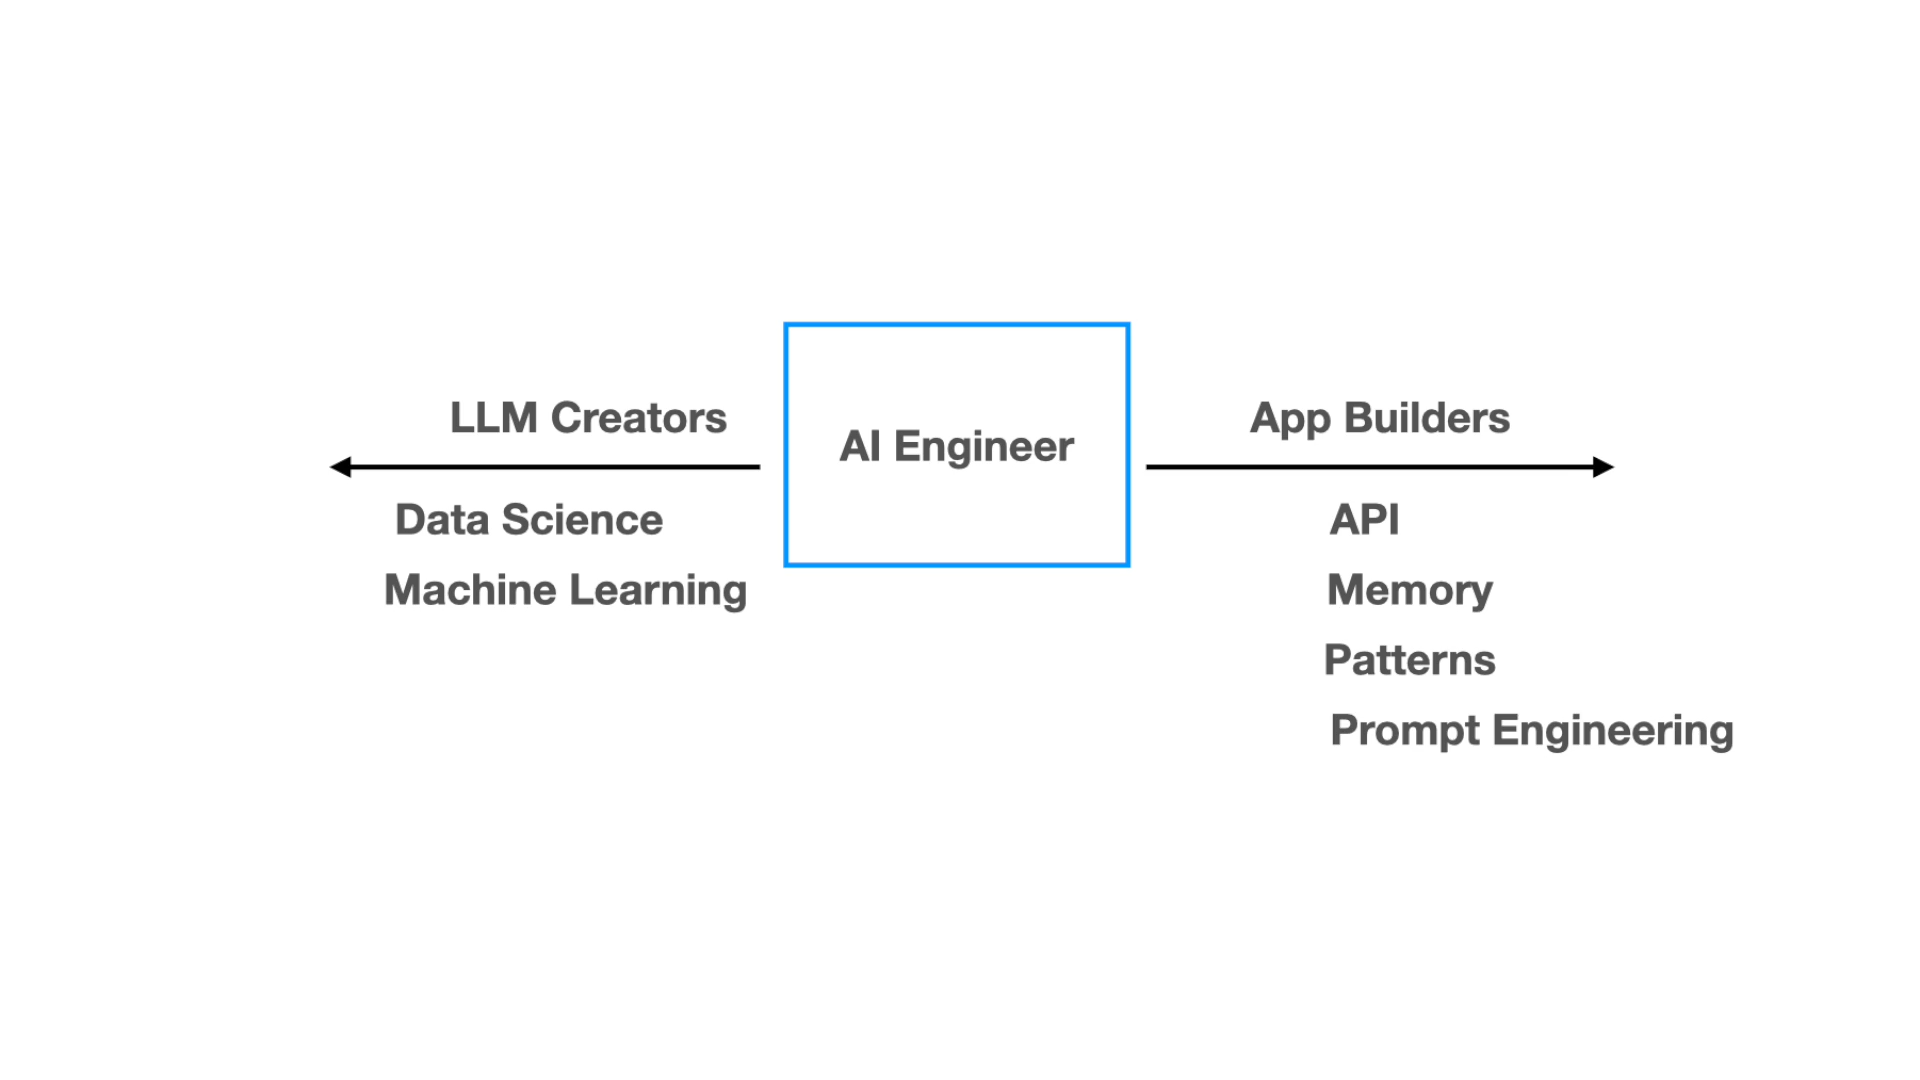 LLM Creators
Data Science
Machine Learning
AI Engineer
App Builders
API
Memory
Patterns
Prompt Engineering